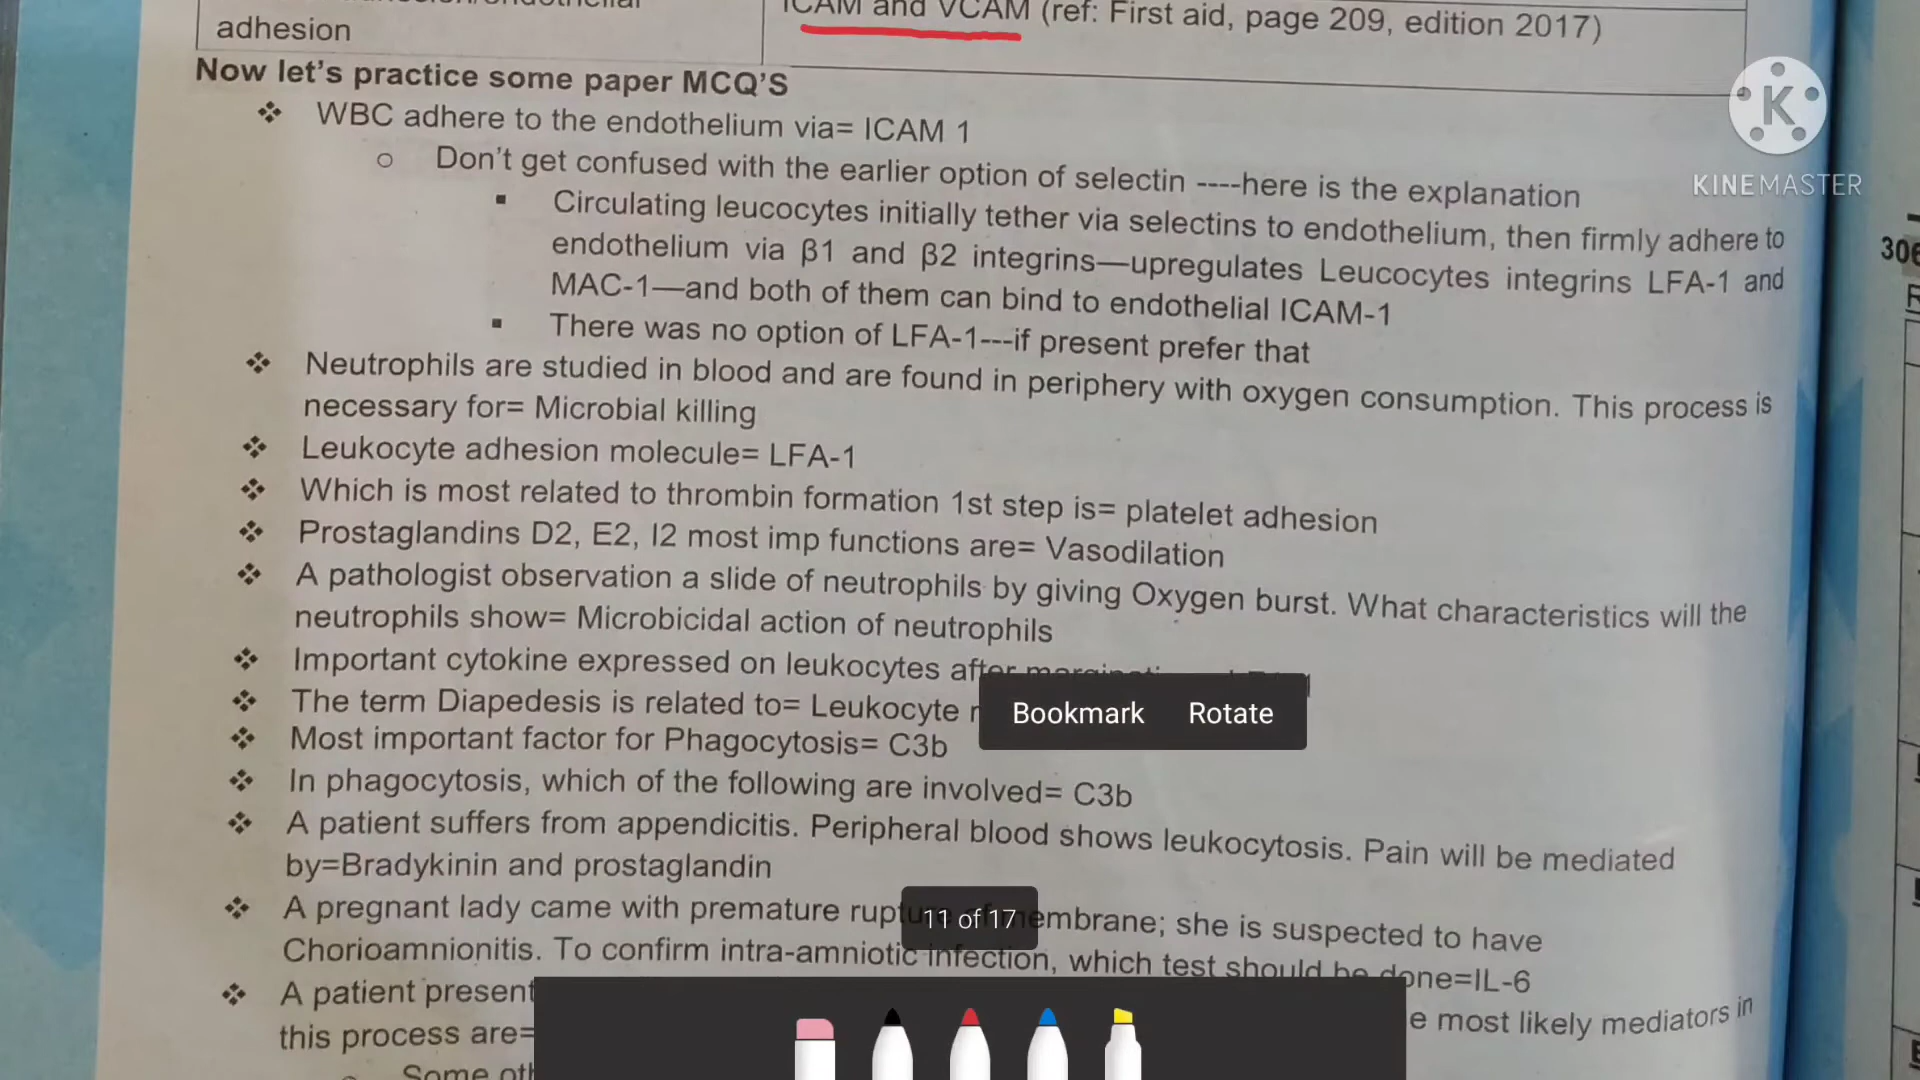 adhesion
ICAM and VCAM (ref: First aid, page 209, edition 2017)
Now let's practice some paper MCQ'S
❖ WBC adhere to the endothelium via= ICAM 1
o Don't get confused with the earlier option of selectin ----here is the explanation
▪ Circulating leucocytes initially tether via selectins to endothelium, then firmly adhere to
endothelium via β1 and β2 integrins—upregulates Leucocytes integrins LFA-1 and
MAC-1—and both of them can bind to endothelial ICAM-1
▪ There was no option of LFA-1---if present prefer that
❖ Neutrophils are studied in blood and are found in periphery with oxygen consumption. This process is
necessary for= Microbial killing
❖ Leukocyte adhesion molecule= LFA-1
❖ Which is most related to thrombin formation 1st step is= platelet adhesion
❖ Prostaglandins D2, E2, I2 most imp functions are= Vasodilation
❖ A pathologist observation a slide of neutrophils by giving Oxygen burst. What characteristics will the
neutrophils show= Microbicidal action of neutrophils
❖ Important cytokine expressed on leukocytes after
❖ The term Diapedesis is related to= Leukocyte
❖ Most important factor for Phagocytosis= C3b
❖ In phagocytosis, which of the following are involved= C3b
❖ A patient suffers from appendicitis. Peripheral blood shows leukocytosis. Pain will be mediated
by=Bradykinin and prostaglandin
❖ A pregnant lady came with premature rupture of membrane; she is suspected to have
Chorioamnionitis. To confirm intra-amniotic infection, which test should be done=IL-6
❖ A patient present e most likely mediators in
this process are=
Some
KINEMASTER
306
Bookmark Rotate
11 of 17